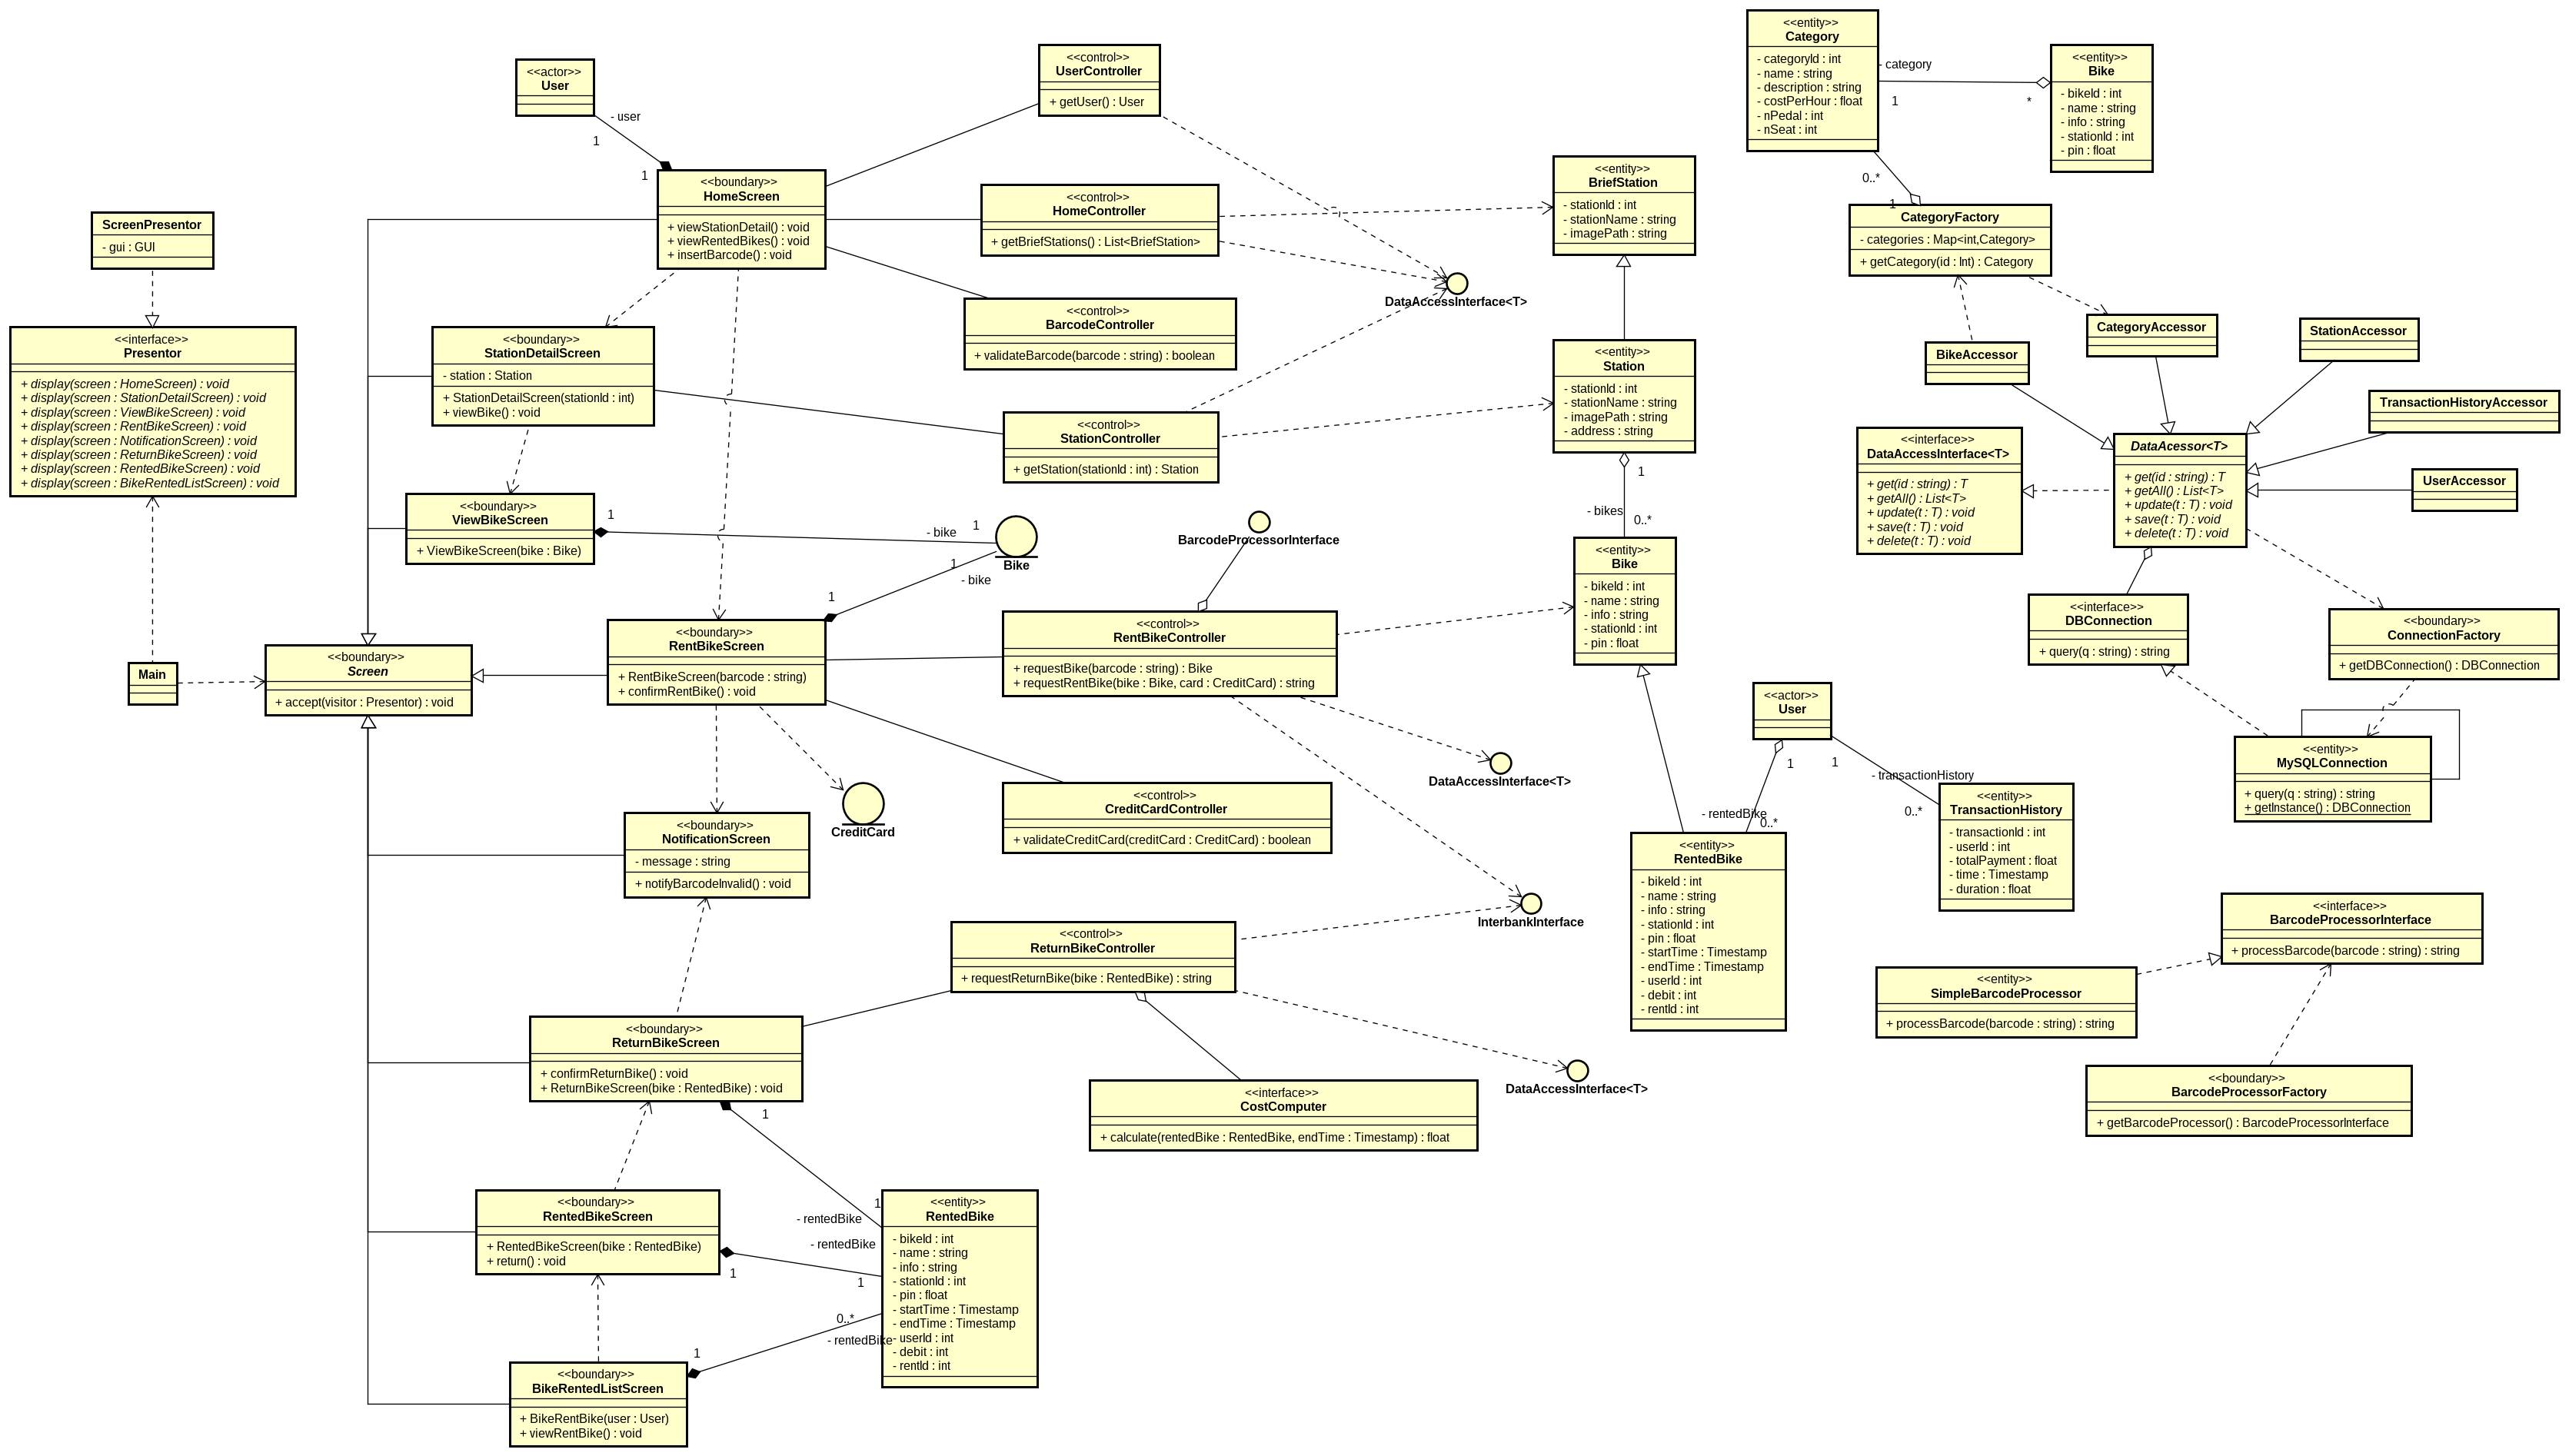 <<entity>>
Category
- categoryId : int
- name : string
- description : string
- costPerHour : float
- nPedal : int
- nSeat : int
- category
1
*
<<entity>>
Bike
- bikeId : int
- name : string
- info : string
- stationId : int
- pin : float
<<actor>>
User
- user
1
1
<<control>>
UserController
+ getUser() : User
<<boundary>>
HomeScreen
+ viewStationDetail() : void
+ viewRentedBikes() : void
+ insertBarcode() : void
<<control>>
HomeController
+ getBriefStations() : List<BriefStation>
<<entity>>
BriefStation
- stationId : int
- stationName : string
- imagePath : string
0..*
1
CategoryFactory
- categories : Map<int,Category>
+ getCategory(id : Int) : Category
ScreenPresentor
- gui : GUI
DataAccessInterface<T>
<<control>>
BarcodeController
+ validateBarcode(barcode : string) : boolean
<<interface>>
Presentor
+ display(screen : HomeScreen) : void
+ display(screen : StationDetailScreen) : void
+ display(screen : ViewBikeScreen) : void
+ display(screen : RentBikeScreen) : void
+ display(screen : NotificationScreen) : void
+ display(screen : ReturnBikeScreen) : void
+ display(screen : RentedBikeScreen) : void
+ display(screen : BikeRentedListScreen) : void
<<boundary>>
StationDetailScreen
- station : Station
+ StationDetailScreen(stationId : int)
+ viewBike() : void
<<control>>
StationController
+ getStation(stationId : int) : Station
<<entity>>
Station
- stationId : int
- stationName : string
- imagePath : string
- address : string
1
- bikes
0..*
BikeAccessor
CategoryAccessor
StationAccessor
TransactionHistoryAccessor
UserAccessor
<<interface>>
DataAccessInterface<T>
+ get(id : string) : T
+ getAll() : List<T>
+ update(t : T) : void
+ save(t : T) : void
+ delete(t : T) : void
DataAcessor<T>
+ get(id : string) : T
+ getAll() : List<T>
+ update(t : T) : void
+ save(t : T) : void
+ delete(t : T) : void
<<boundary>>
ViewBikeScreen
+ ViewBikeScreen(bike : Bike)
1
- bike
1
Bike
1
- bike
1
BarcodeProcessorInterface
<<entity>>
Bike
- bikeId : int
- name : string
- info : string
- stationId : int
- pin : float
<<interface>>
DBConnection
+ query(q : string) : string
<<boundary>>
ConnectionFactory
+ getDBConnection() : DBConnection
Main
<<boundary>>
Screen
+ accept(visitor : Presentor) : void
<<boundary>>
RentBikeScreen
+ RentBikeScreen(barcode : string)
+ confirmRentBike() : void
<<control>>
RentBikeController
+ requestBike(barcode : string) : Bike
+ requestRentBike(bike : Bike, card : CreditCard) : string
<<actor>>
User
1
1
- transactionHistory
0..*
- rentedBike
0..*
<<entity>>
MySQLConnection
+ query(q : string) : string
+ getInstance() : DBConnection
DataAccessInterface<T>
CreditCard
<<control>>
CreditCardController
+ validateCreditCard(creditCard : CreditCard) : boolean
<<entity>>
TransactionHistory
- transactionId : int
- userId : int
- totalPayment : float
- time : Timestamp
- duration : float
<<boundary>>
NotificationScreen
- message : string
+ notifyBarcodeInvalid() : void
<<entity>>
RentedBike
- bikeId : int
- name : string
- info : string
- stationId : int
- pin : float
- startTime : Timestamp
- endTime : Timestamp
- userId : int
- debit : int
- rentId : int
InterbankInterface
<<interface>>
BarcodeProcessorInterface
+ processBarcode(barcode : string) : string
<<control>>
ReturnBikeController
+ requestReturnBike(bike : RentedBike) : string
<<entity>>
SimpleBarcodeProcessor
+ processBarcode(barcode : string) : string
<<boundary>>
ReturnBikeScreen
+ confirmReturnBike() : void
+ ReturnBikeScreen(bike : RentedBike) : void
DataAccessInterface<T>
<<boundary>>
BarcodeProcessorFactory
+ getBarcodeProcessor() : BarcodeProcessorInterface
<<interface>>
CostComputer
+ calculate(rentedBike : RentedBike, endTime : Timestamp) : float
1
1
- rentedBike
<<boundary>>
RentedBikeScreen
+ RentedBikeScreen(bike : RentedBike)
+ return() : void
- rentedBike
1
1
<<entity>>
RentedBike
- bikeId : int
- name : string
- info : string
- stationId : int
- pin : float
- startTime : Timestamp
- endTime : Timestamp
- userId : int
- debit : int
- rentId : int
0..*
- rentedBike
1
<<boundary>>
BikeRentedListScreen
+ BikeRentBike(user : User)
+ viewRentBike() : void